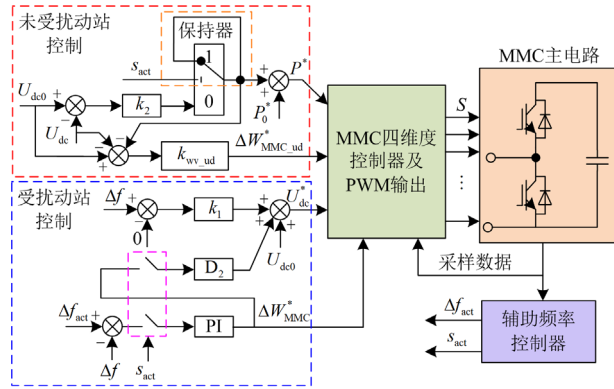 未受扰动站
控制
保持器
1
0
s_act
U_dc0
U_dc
k_2
k_wv_ud
ΔW*_MMC_ud
P*
P*_0
+
+
+
−
−
−
+
受扰动站
控制
Δf
+
−
0
k_1
+
+
+
U*_dc
U_dc0
D_2
Δf_act
+
−
Δf
s_act
PI
ΔW*_MMC
MMC四维度
控制器及
PWM输出
S
⋮
MMC主电路
采样数据
Δf_act
s_act
辅助频率
控制器